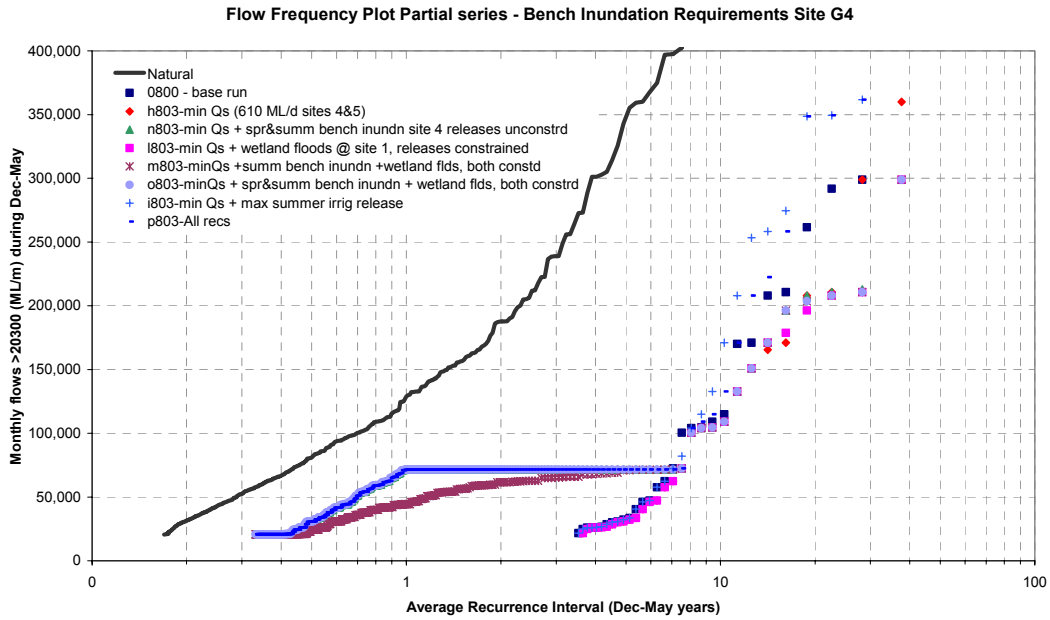 Flow Frequency Plot Partial series - Bench Inundation Requirements Site G4
Monthly flows >20300 (ML/m) during Dec-May
400,000
350,000
300,000
250,000
200,000
150,000
100,000
50,000
0
Natural
0800 - base run
h803-min Qs (610 ML/d sites 4&5)
n803-min Qs + spr&summ bench inundn site 4 releases unconstrd
l803-min Qs + wetland floods @ site 1, releases constrained
m803-minQs +summ bench inundn +wetland flds, both constd
o803-minQs + spr&summ bench inundn + wetland flds, both constrd
i803-min Qs + max summer irrig release
p803-All recs
0 1 10 100
Average Recurrence Interval (Dec-May years)